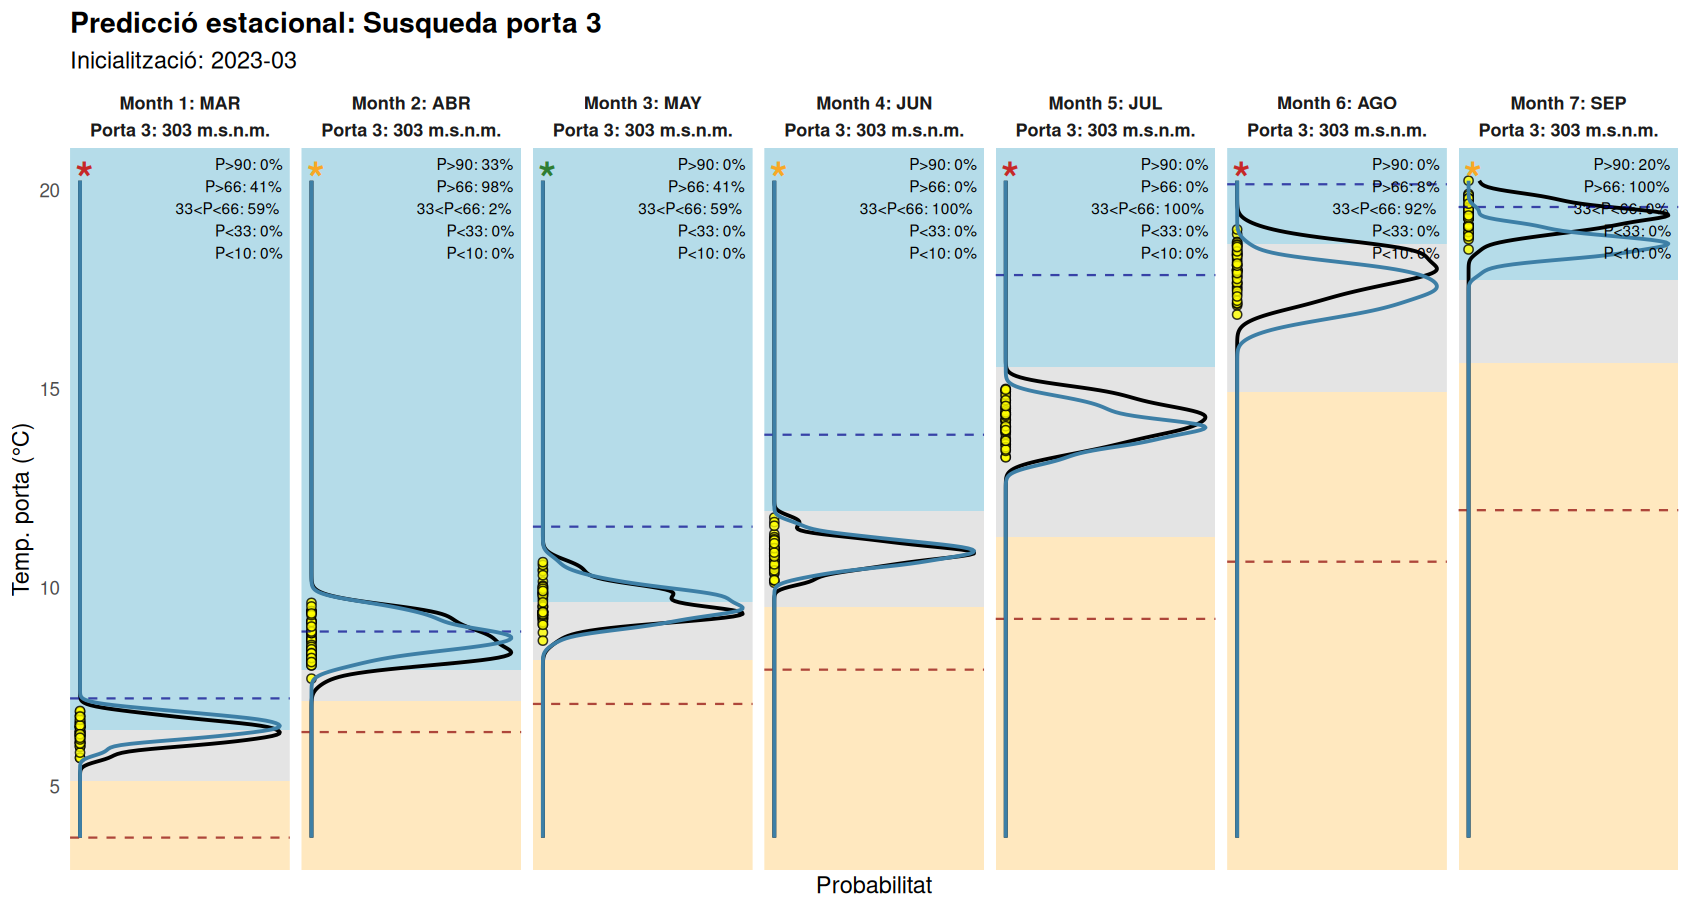 Predicció estacional: Susqueda porta 3
Inicialització: 2023-03
Month 1: MAR
Porta 3: 303 m.s.n.m.
Month 2: ABR
Porta 3: 303 m.s.n.m.
Month 3: MAY
Porta 3: 303 m.s.n.m.
Month 4: JUN
Porta 3: 303 m.s.n.m.
Month 5: JUL
Porta 3: 303 m.s.n.m.
Month 6: AGO
Porta 3: 303 m.s.n.m.
Month 7: SEP
Porta 3: 303 m.s.n.m.
Temp. porta (°C)
20
15
10
5
*
P>90: 0%
P>66: 41%
33<P<66: 59%
P<33: 0%
P<10: 0%
*
P>90: 33%
P>66: 98%
33<P<66: 2%
P<33: 0%
P<10: 0%
*
P>90: 0%
P>66: 41%
33<P<66: 59%
P<33: 0%
P<10: 0%
*
P>90: 0%
P>66: 0%
33<P<66: 100%
P<33: 0%
P<10: 0%
*
P>90: 0%
P>66: 0%
33<P<66: 100%
P<33: 0%
P<10: 0%
*
P>90: 0%
P>66: 8%
33<P<66: 92%
P<33: 0%
P<10: 0%
*
P>90: 20%
P>66: 100%
33<P<66: 0%
P<33: 0%
P<10: 0%
Probabilitat